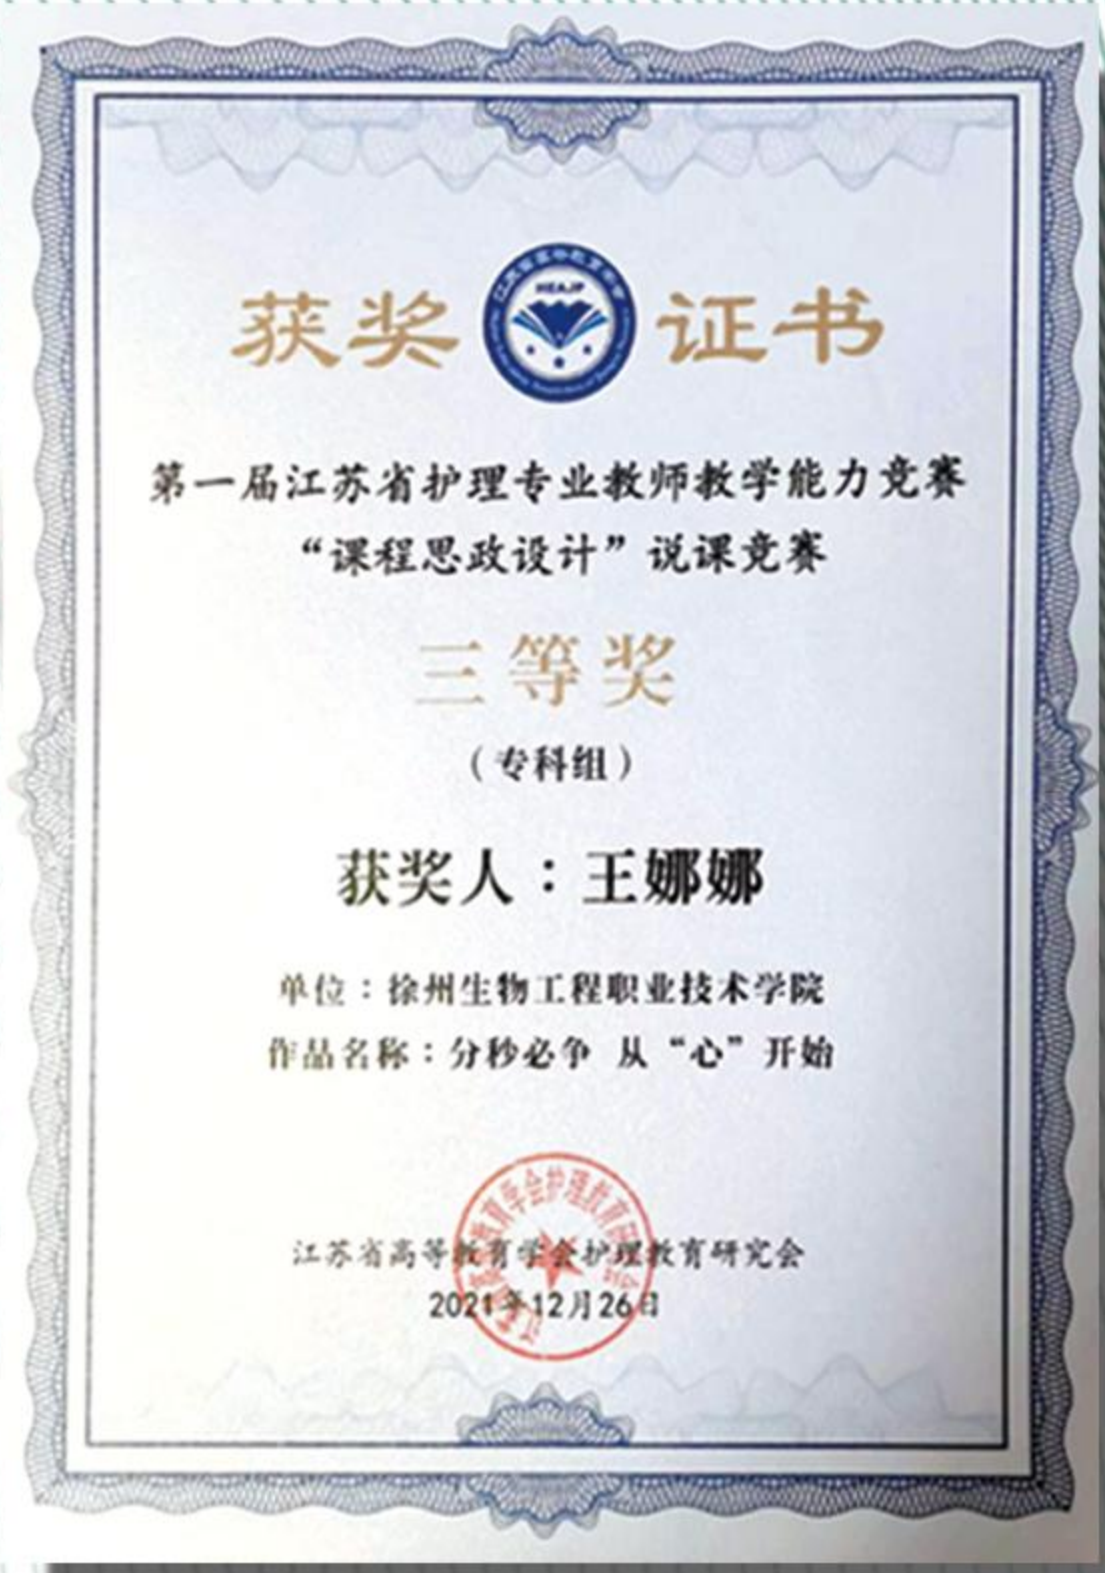 获奖证书
HEAJP
第一届江苏省护理专业教师教学能力竞赛
“课程思政设计”说课竞赛
三等奖
（专科组）
获奖人：王娜娜
单位：徐州生物工程职业技术学院
作品名称：分秒必争 从“心”开始
江苏省高等教育学会护理教育研究会
2021年12月26日